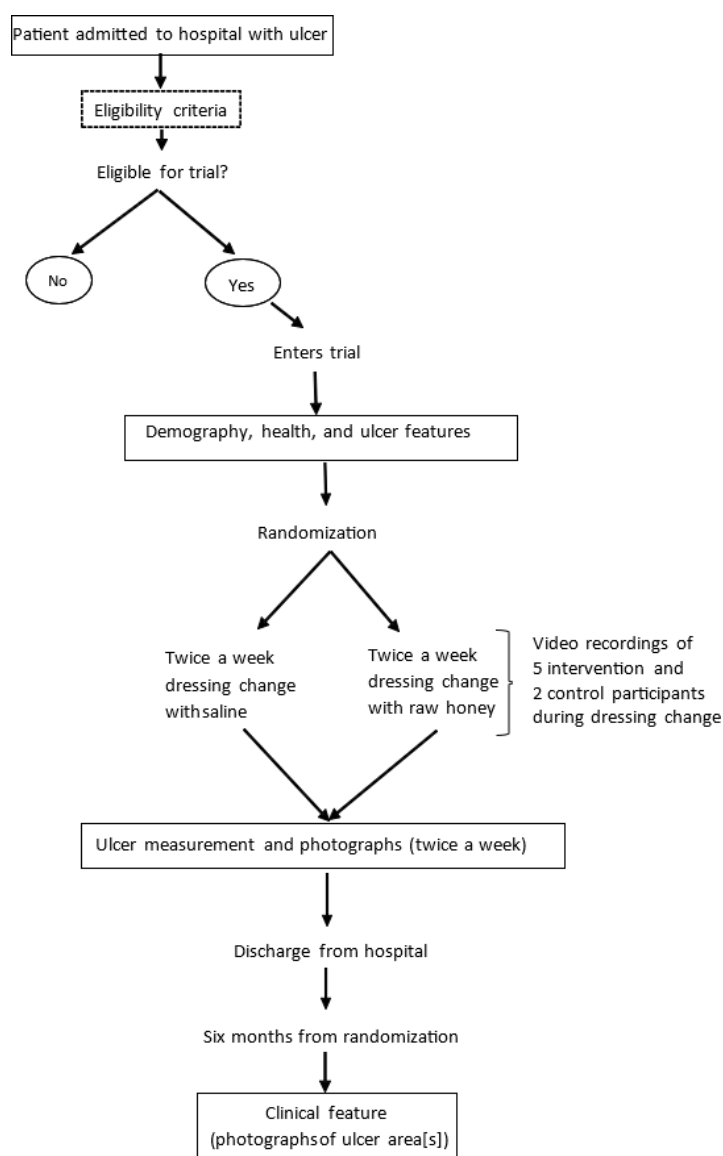 Patient admitted to hospital with ulcer
Eligibility criteria
Eligible for trial?
No
Yes
Enters trial
Demography, health, and ulcer features
Randomization
Twice a week
dressing change
with saline
Twice a week
dressing change
with raw honey
Video recordings of
5 intervention and
2 control participants
during dressing change
Ulcer measurement and photographs (twice a week)
Discharge from hospital
Six months from randomization
Clinical feature
(photographs of ulcer area[s])